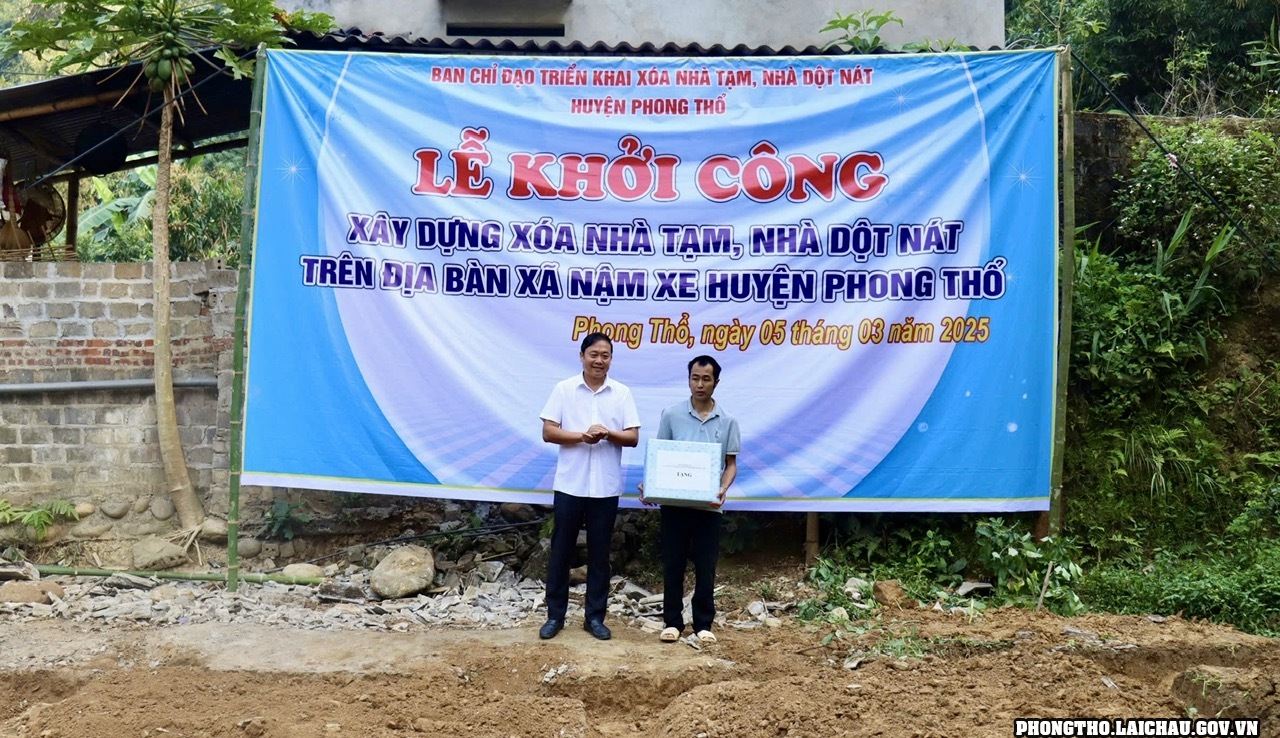 BAN CHỈ ĐẠO TRIỂN KHAI XÓA NHÀ TẠM, NHÀ DỘT NÁT
HUYỆN PHONG THỔ
LỄ KHỞI CÔNG
XÂY DỰNG XÓA NHÀ TẠM, NHÀ DỘT NÁT
TRÊN ĐỊA BÀN XÃ NẬM XE HUYỆN PHONG THỔ
Phong Thổ, ngày 05 tháng 03 năm 2025
TẶNG
PHONGTHO.LAICHAU.GOV.VN